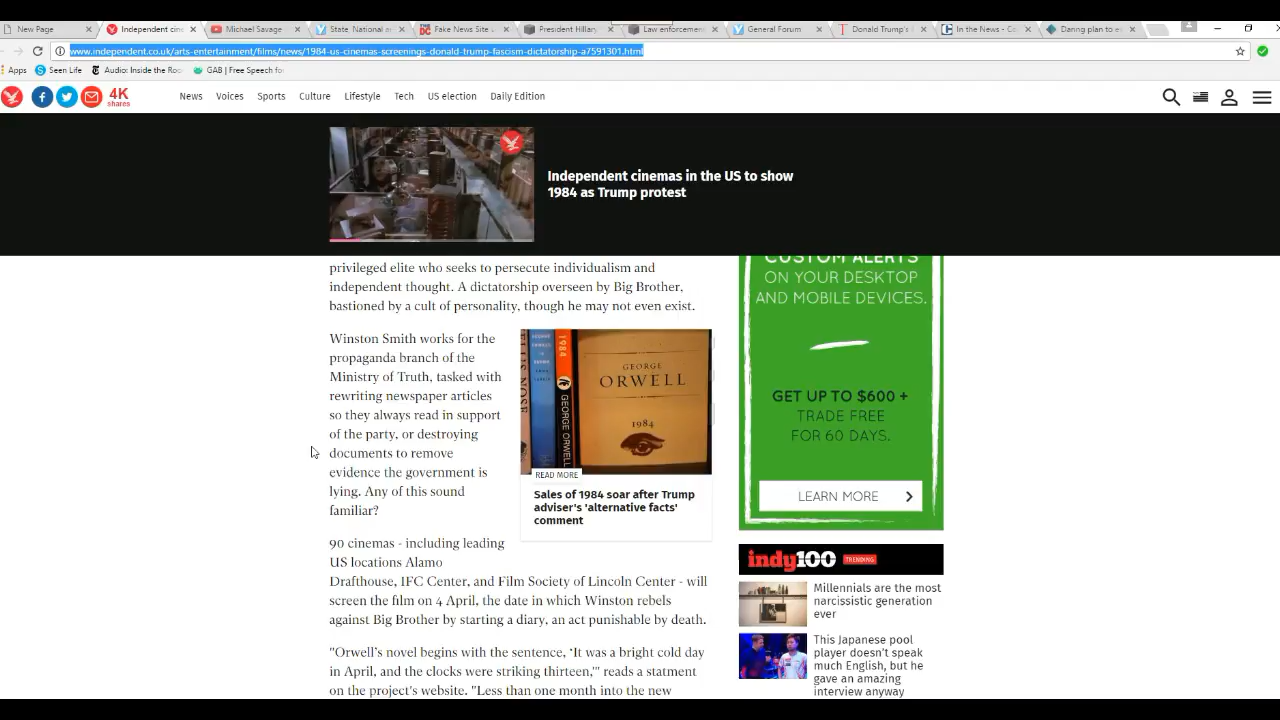 New Page
Independent cine
Michael Savage
State, National an
Fake News Site L
President Hillary
Law enforcemen
General Forum
Donald Trump's
In the News - Co
Daring plan to e
www.independent.co.uk/arts-entertainment/films/news/1984-us-cinemas-screenings-donald-trump-fascism-dictatorship-a7591301.html
Apps
Seen Life
Audio: Inside the Roo
GAB | Free Speech fo
4K
shares
News
Voices
Sports
Culture
Lifestyle
Tech
US election
Daily Edition
Independent cinemas in the US to show
1984 as Trump protest
privileged elite who seeks to persecute individualism and
independent thought. A dictatorship overseen by Big Brother,
bastioned by a cult of personality, though he may not even exist.
Winston Smith works for the
propaganda branch of the
Ministry of Truth, tasked with
rewriting newspaper articles
so they always read in support
of the party, or destroying
documents to remove
evidence the government is
lying. Any of this sound
familiar?
1984
GEORGE ORWELL
GEORGE
ORWELL
1984
READ MORE
Sales of 1984 soar after Trump
adviser's 'alternative facts'
comment
90 cinemas - including leading
US locations Alamo
Drafthouse, IFC Center, and Film Society of Lincoln Center - will
screen the film on 4 April, the date in which Winston rebels
against Big Brother by starting a diary, an act punishable by death.
"Orwell's novel begins with the sentence, 'It was a bright cold day
in April, and the clocks were striking thirteen,'" reads a statment
on the project's website. "Less than one month into the new
CUSTOM ALERTS
ON YOUR DESKTOP
AND MOBILE DEVICES.
GET UP TO $600 +
TRADE FREE
FOR 60 DAYS.
LEARN MORE
indy100
TRENDING
Millennials are the most
narcissistic generation
ever
This Japanese pool
player doesn't speak
much English, but he
gave an amazing
interview anyway